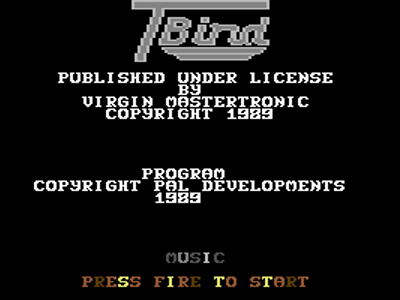 TBird
PUBLISHED UNDER LICENSE
BY
VIRGIN MASTERTRONIC
COPYRIGHT 1989
PROGRAM
COPYRIGHT PAL DEVELOPMENTS
1989
MUSIC
PRESS FIRE TO START